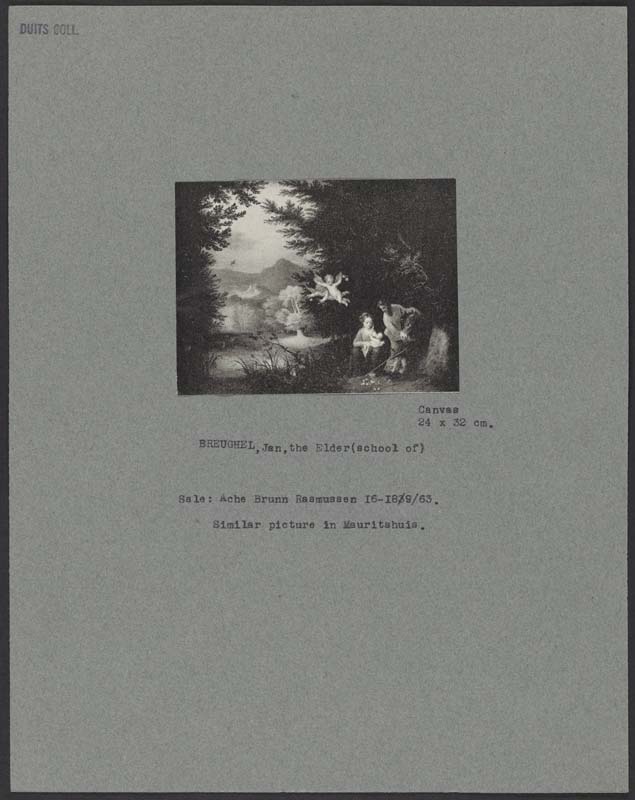 DUITS COLL.
Canvas
24 x 32 cm.
BREUGHEL, Jan, the Elder(school of)
Sale: Ache Brunn Rasmussen 16-18/9/63.
Similar picture in Mauritshuis.